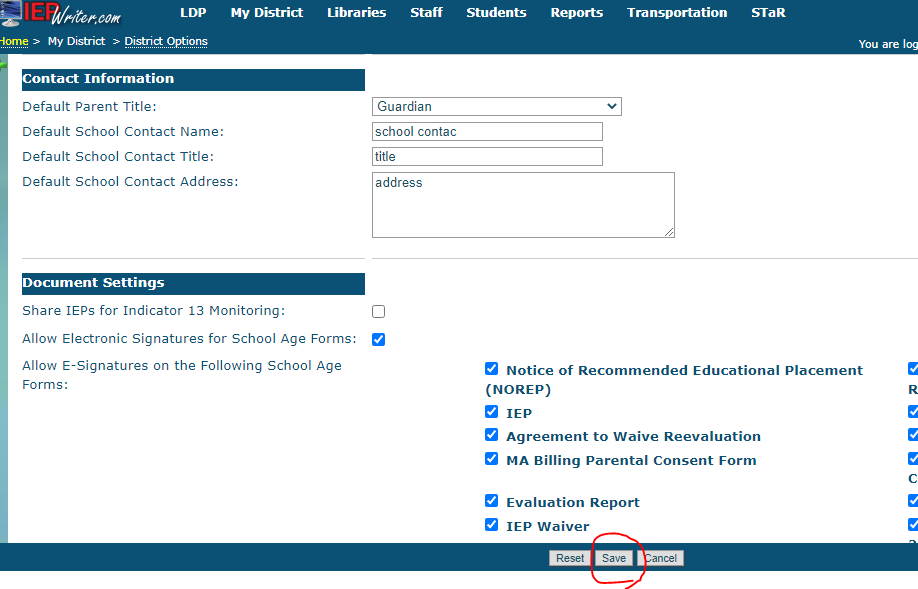 IEPWriter.com
LDP My District Libraries Staff Students Reports Transportation STaR
Home > My District > District Options
You are log
Contact Information
Default Parent Title: Guardian
Default School Contact Name: school contac
Default School Contact Title: title
Default School Contact Address: address
Document Settings
Share IEPs for Indicator 13 Monitoring:
Allow Electronic Signatures for School Age Forms:
Allow E-Signatures on the Following School Age
Forms:
Notice of Recommended Educational Placement
(NOREP)
R
IEP
Agreement to Waive Reevaluation
MA Billing Parental Consent Form
C
Evaluation Report
IEP Waiver
Reset Save Cancel